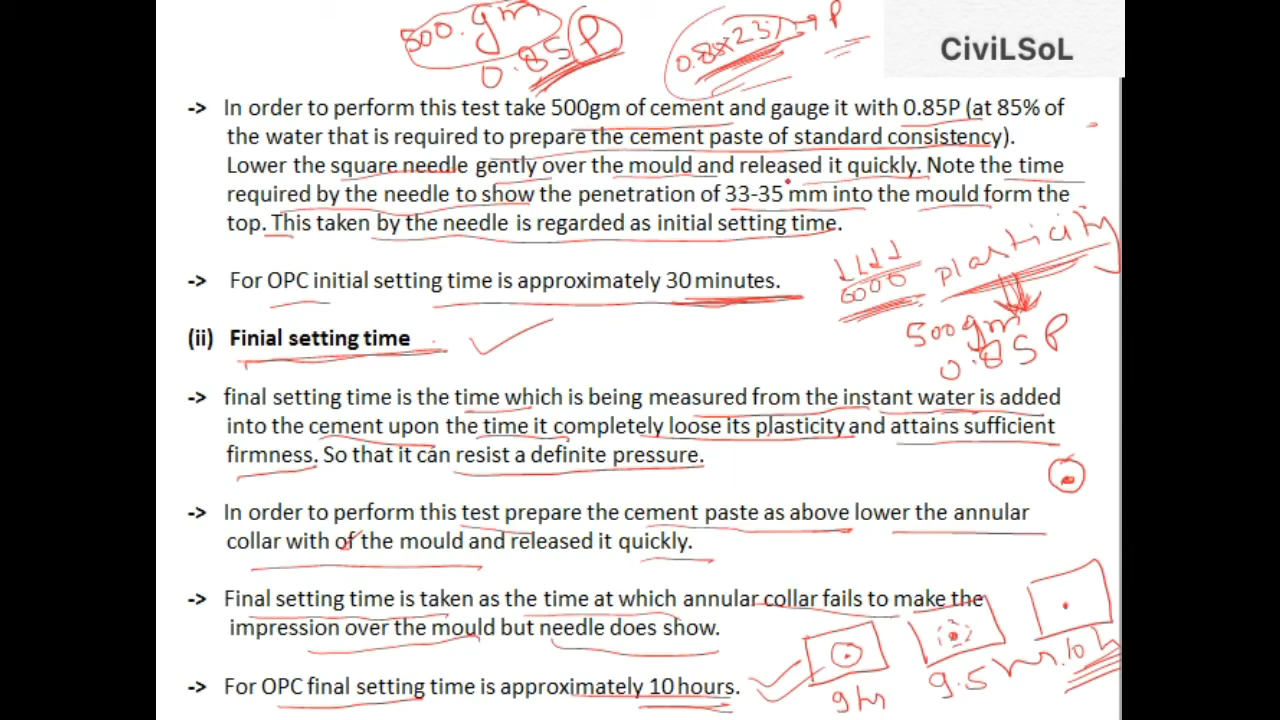 500.gm
0.85 P
0.85x23% → P
CiviLSoL
-> In order to perform this test take 500gm of cement and gauge it with 0.85P (at 85% of
the water that is required to prepare the cement paste of standard consistency).
Lower the square needle gently over the mould and released it quickly. Note the time
required by the needle to show the penetration of 33-35 mm into the mould form the
top. This taken by the needle is regarded as initial setting time.
plasticity
-> For OPC initial setting time is approximately 30 minutes.
500gm
0.85P
(ii) Finial setting time
-> final setting time is the time which is being measured from the instant water is added
into the cement upon the time it completely loose its plasticity and attains sufficient
firmness. So that it can resist a definite pressure.
-> In order to perform this test prepare the cement paste as above lower the annular
collar with of the mould and released it quickly.
-> Final setting time is taken as the time at which annular collar fails to make the
impression over the mould but needle does show.
-> For OPC final setting time is approximately 10 hours.
9hr
9.5 hr
10 h